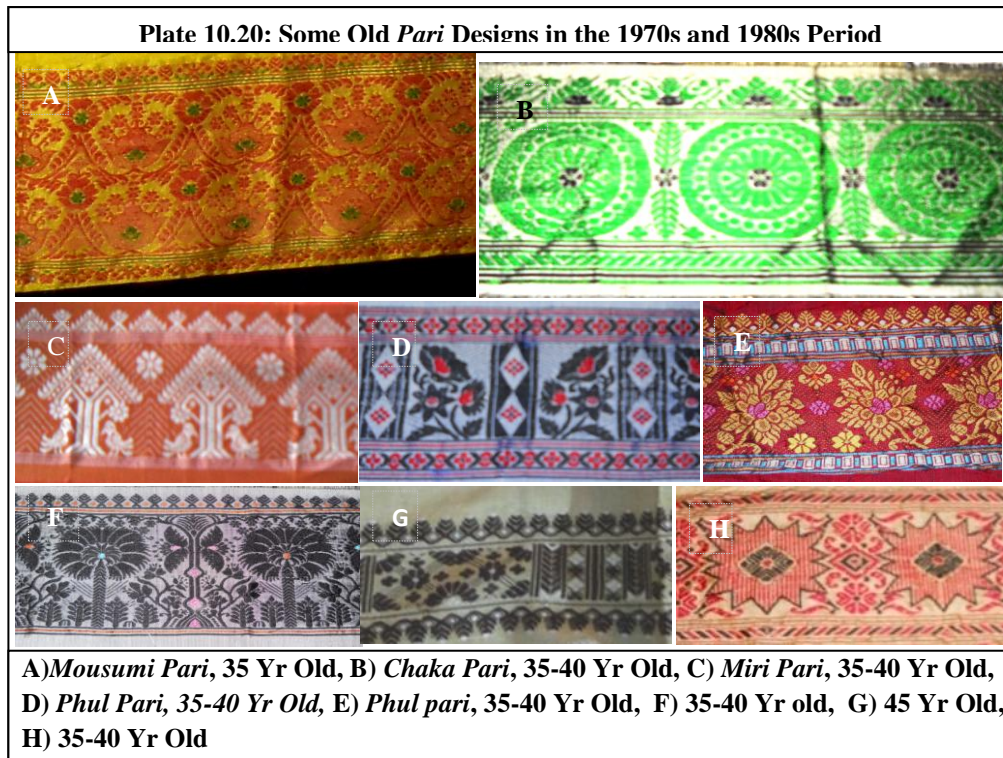 Plate 10.20: Some Old Pari Designs in the 1970s and 1980s Period
A
B
C
D
E
F
G
H
A)Mousumi Pari, 35 Yr Old, B) Chaka Pari, 35-40 Yr Old, C) Miri Pari, 35-40 Yr Old,
D) Phul Pari, 35-40 Yr Old, E) Phul pari, 35-40 Yr Old, F) 35-40 Yr old, G) 45 Yr Old,
H) 35-40 Yr Old